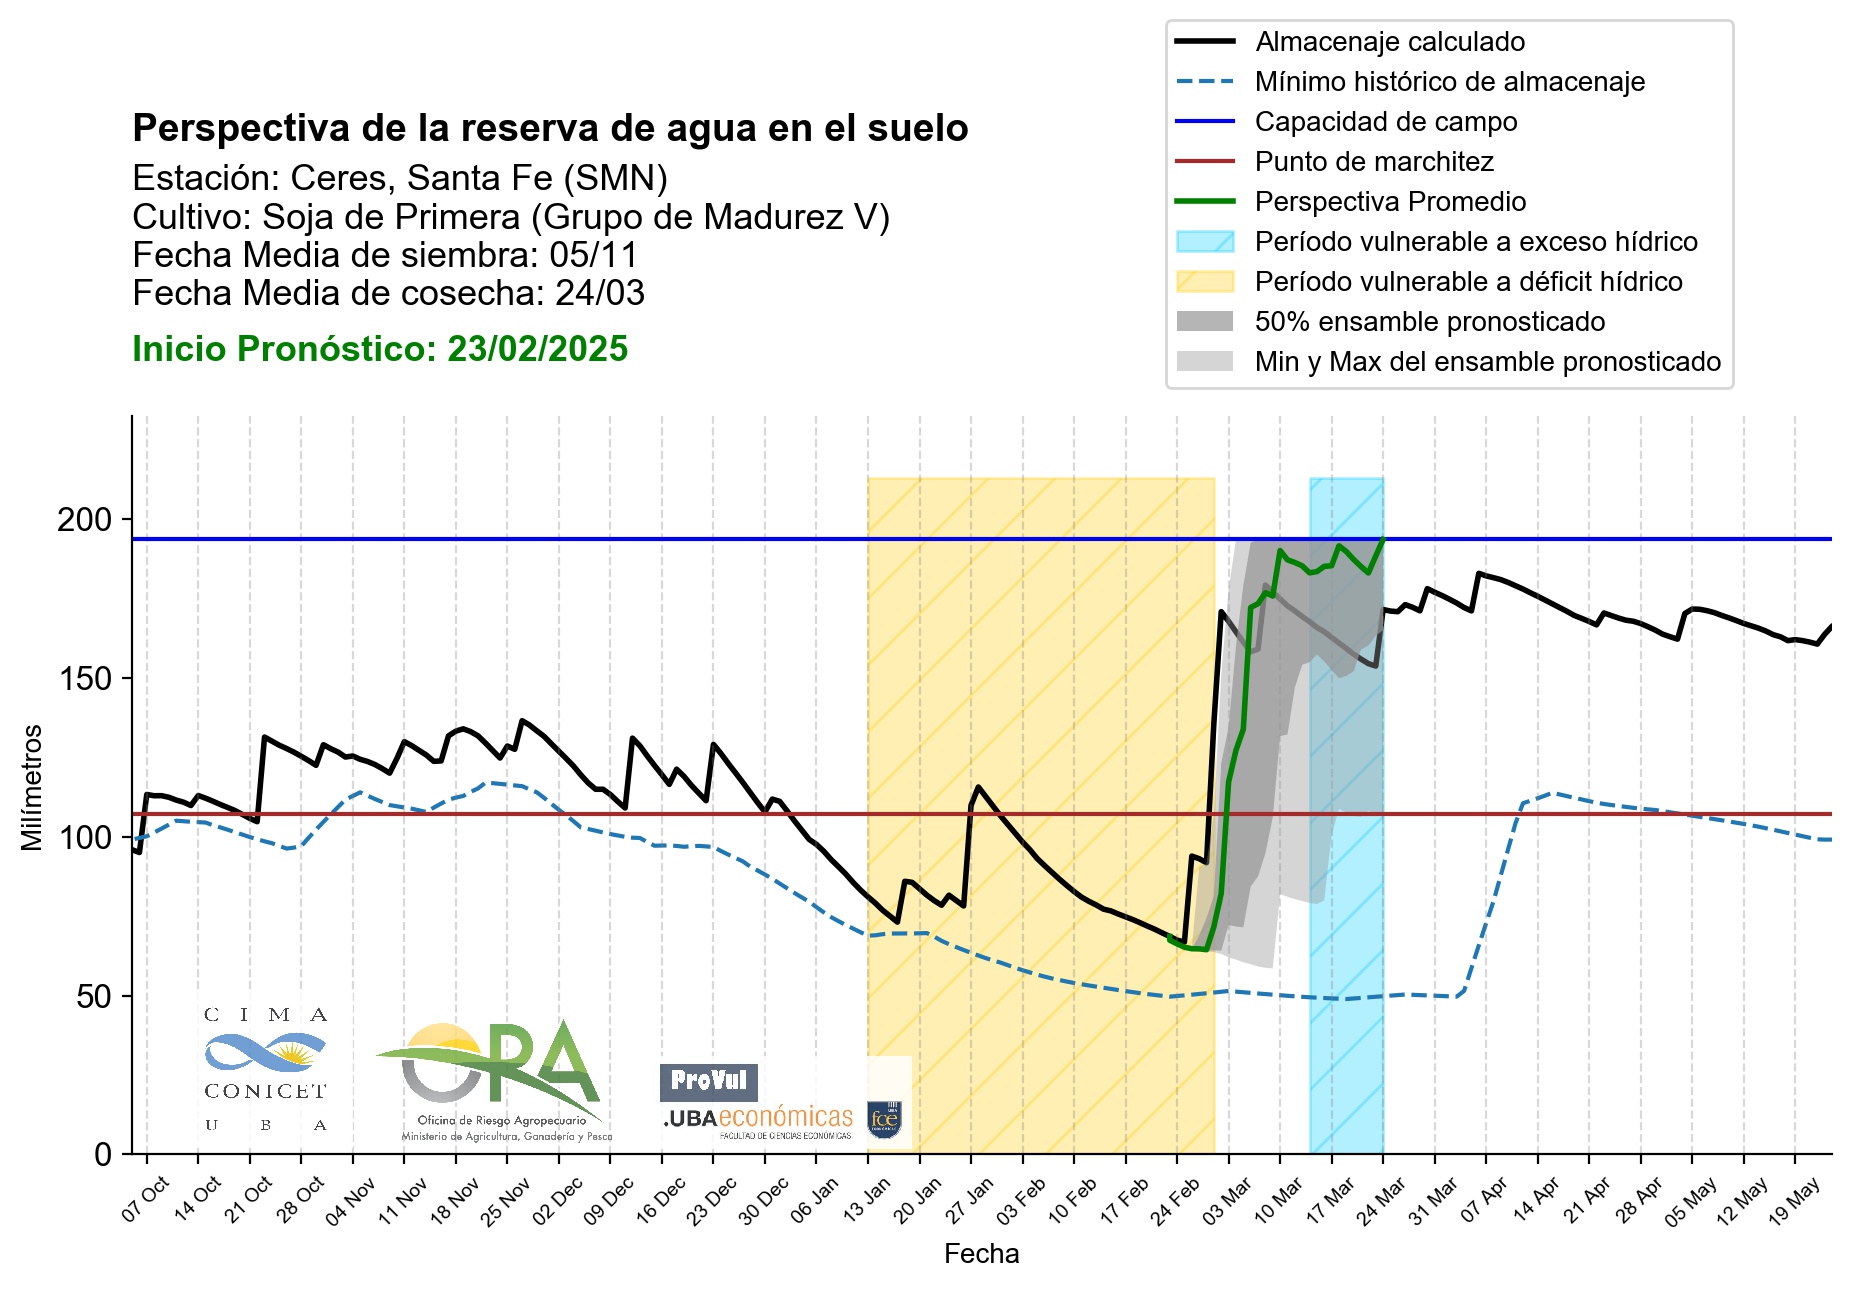 Almacenaje calculado
Mínimo histórico de almacenaje
Capacidad de campo
Punto de marchitez
Perspectiva Promedio
Período vulnerable a exceso hídrico
Período vulnerable a déficit hídrico
50% ensamble pronosticado
Min y Max del ensamble pronosticado
Perspectiva de la reserva de agua en el suelo
Estación: Ceres, Santa Fe (SMN)
Cultivo: Soja de Primera (Grupo de Madurez V)
Fecha Media de siembra: 05/11
Fecha Media de cosecha: 24/03
Inicio Pronóstico: 23/02/2025
Milímetros
200
150
100
50
0
CIMA
CONICET
UBA
ORA
Oficina de Riesgo Agropecuario
Ministerio de Agricultura, Ganadería y Pesca
ProVul
.UBAeconómicas
FACULTAD DE CIENCIAS ECONÓMICAS
UBA
fce
07 Oct
14 Oct
21 Oct
28 Oct
04 Nov
11 Nov
18 Nov
25 Nov
02 Dec
09 Dec
16 Dec
23 Dec
30 Dec
06 Jan
13 Jan
20 Jan
27 Jan
03 Feb
10 Feb
17 Feb
24 Feb
03 Mar
10 Mar
17 Mar
24 Mar
31 Mar
07 Apr
14 Apr
21 Apr
28 Apr
05 May
12 May
19 May
Fecha